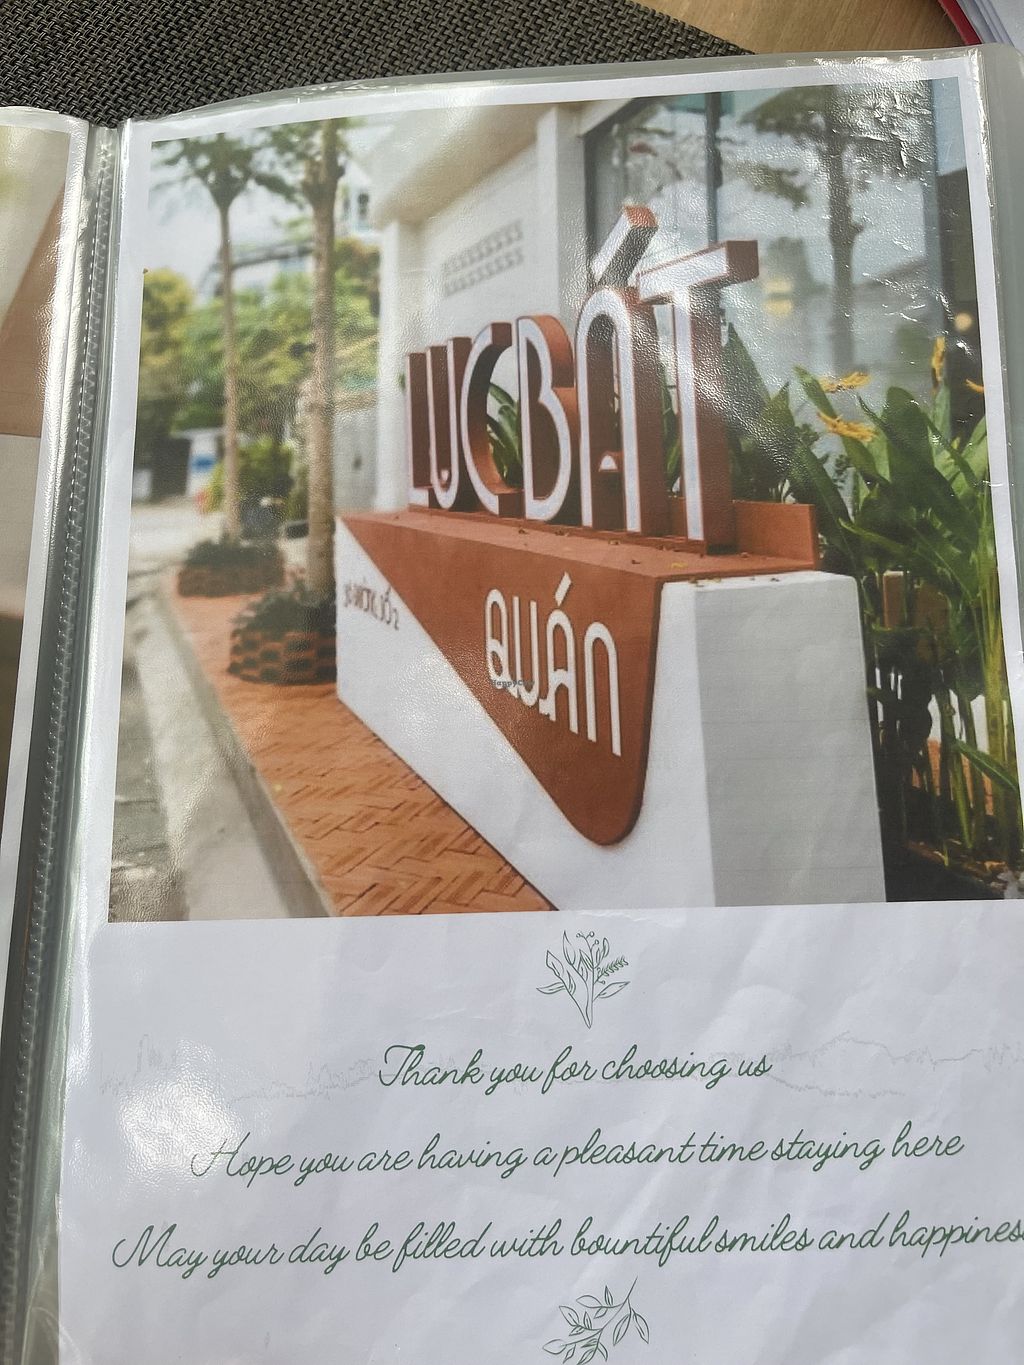 LỤC BÁT
QUÁN
HappyCow
Thank you for choosing us
Hope you are having a pleasant time staying here
May your day be filled with bountiful smiles and